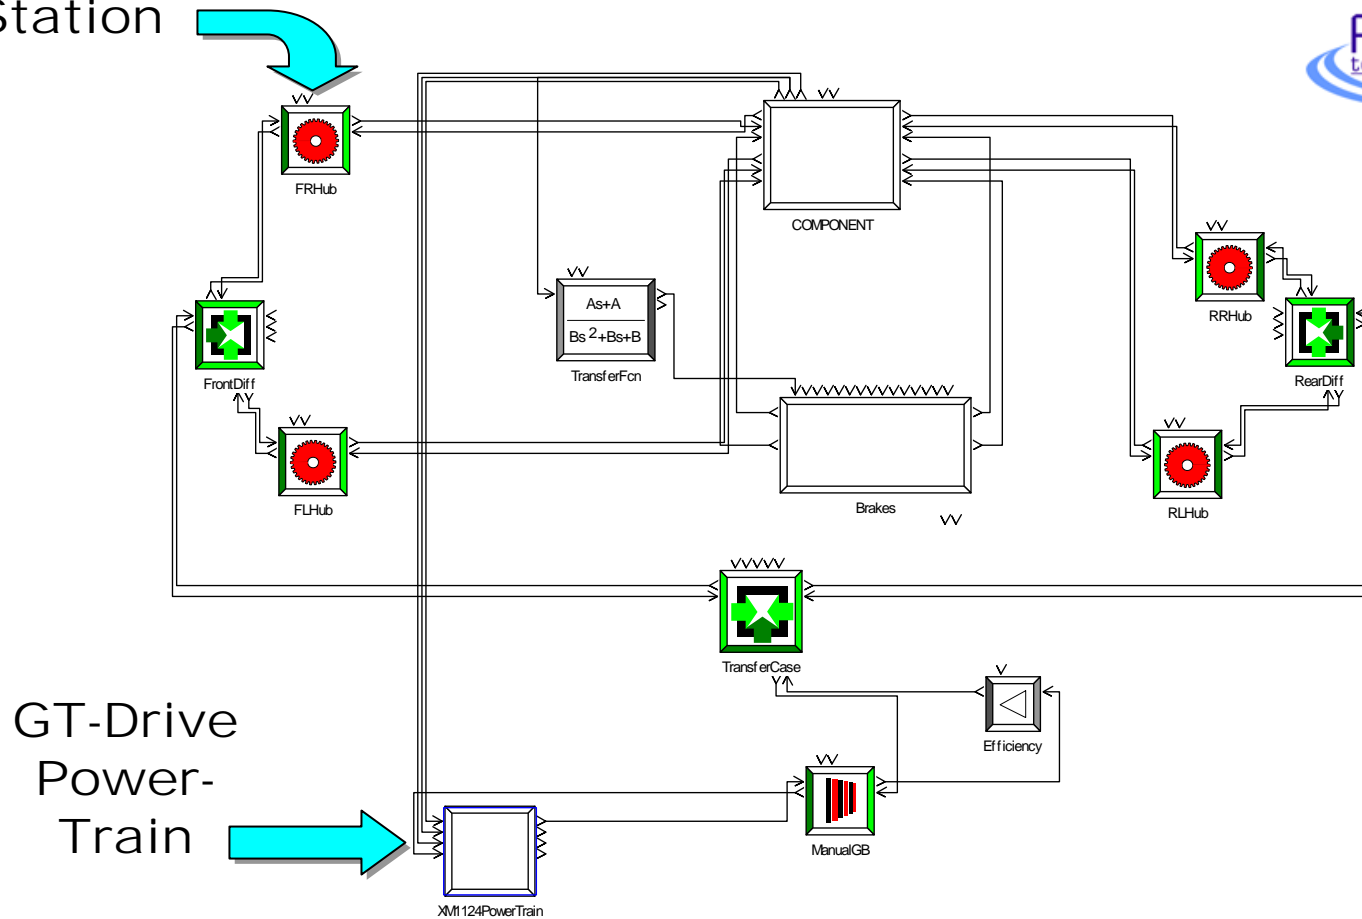 Station
FRHub
COMPONENT
RRHub
As+A
Bs 2+Bs+B
TransferFcn
FrontDiff
RearDiff
FLHub
Brakes
RLHub
TransferCase
GT-Drive
Power-
Train
Efficiency
ManualGB
XM1124PowerTrain